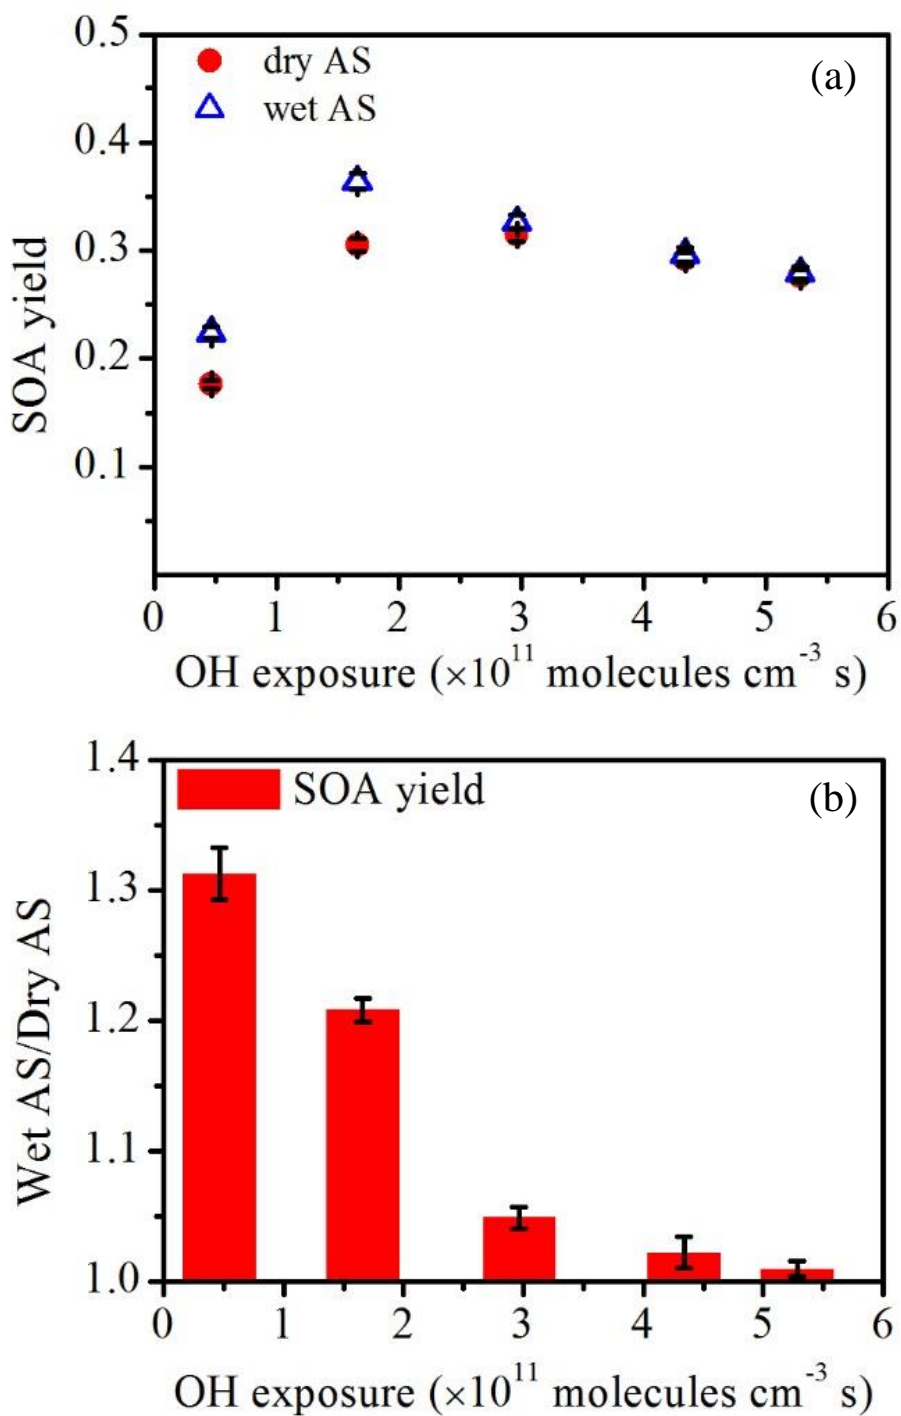 0.5
dry AS
(a)
wet AS
0.4
0.3
0.2
0.1
SOA yield
0 1 2 3 4 5 6
OH exposure (×10¹¹ molecules cm⁻³ s)
1.4
SOA yield
(b)
1.3
1.2
1.1
1.0
Wet AS/Dry AS
0 1 2 3 4 5 6
OH exposure (×10¹¹ molecules cm⁻³ s)